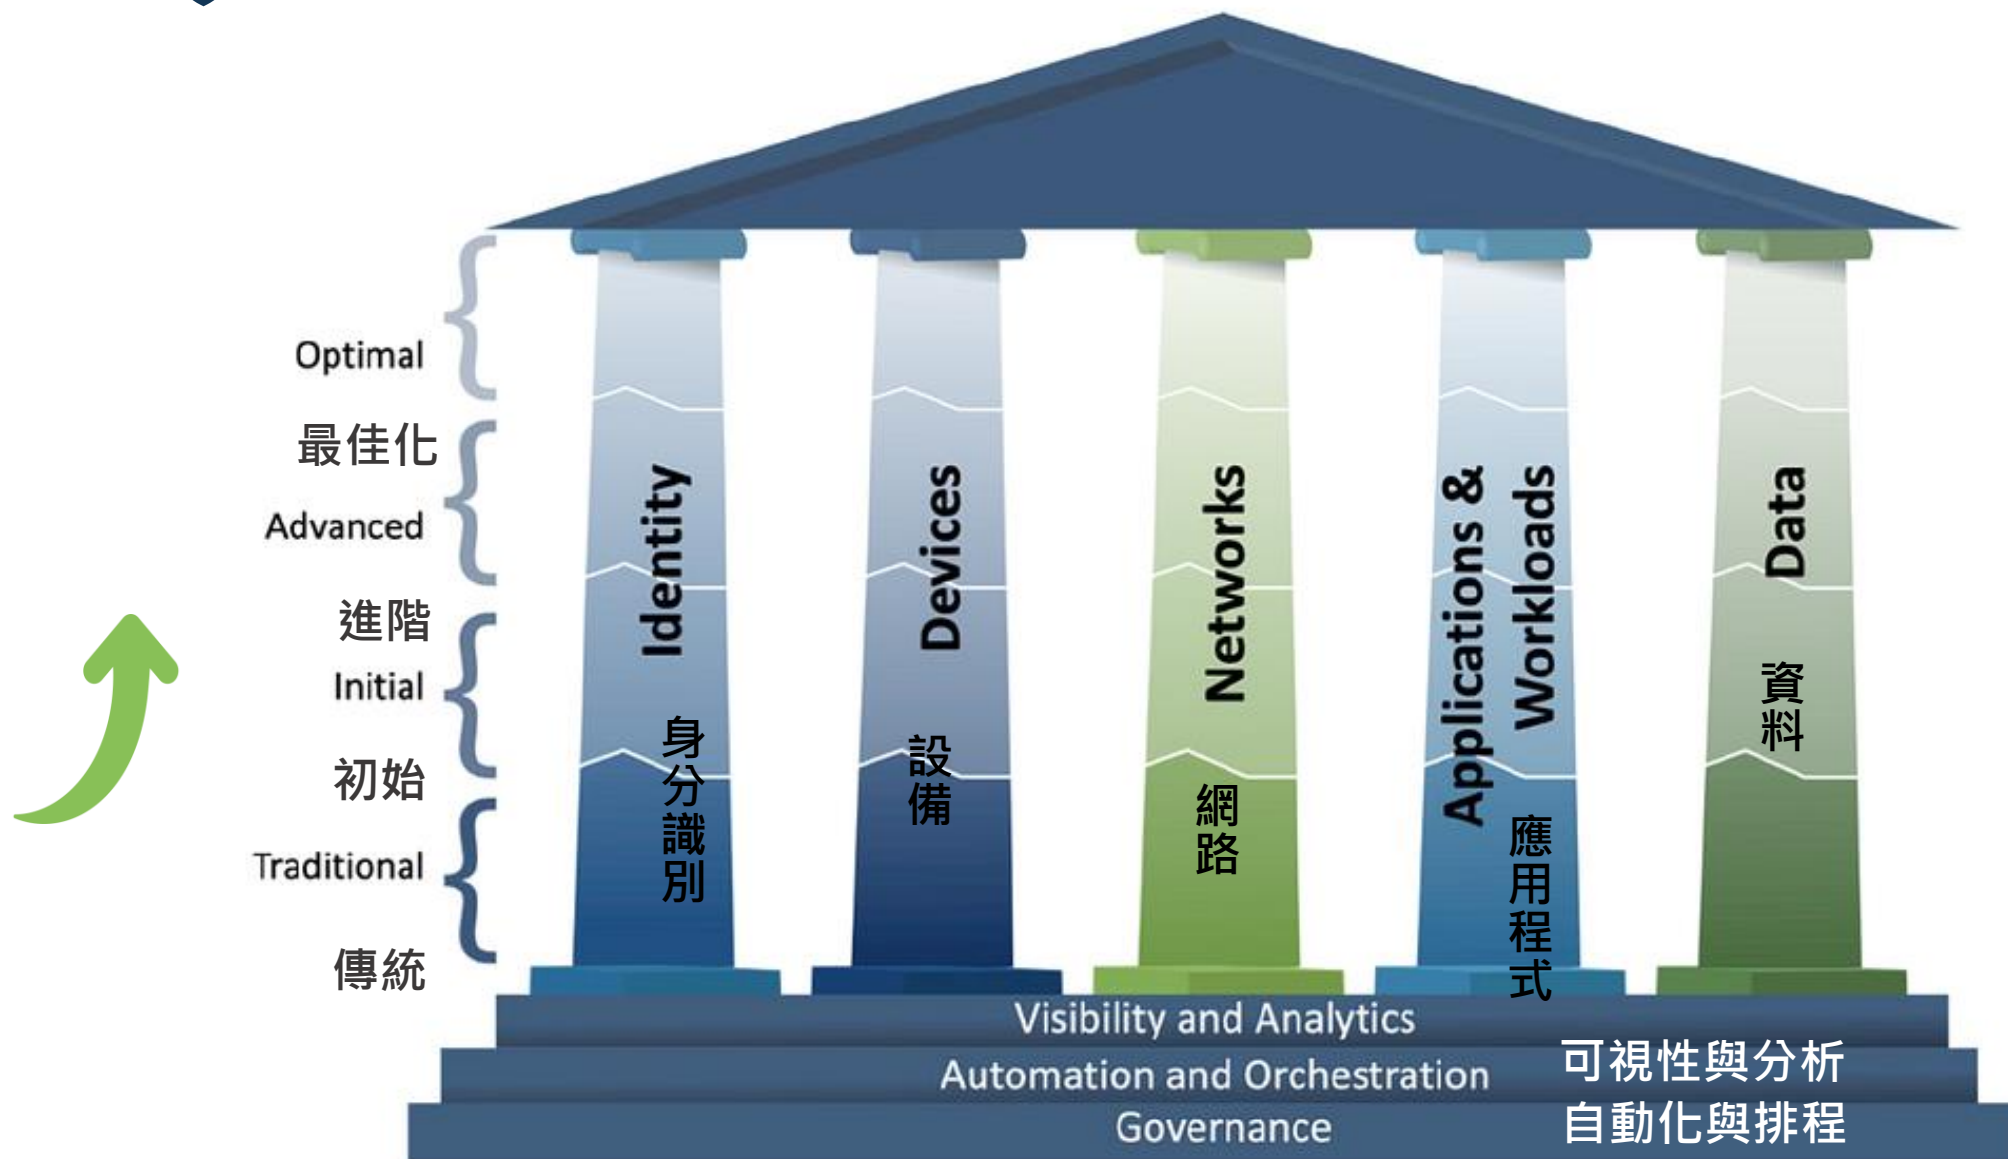 Optimal
最佳化
Advanced
進階
Initial
初始
Traditional
傳統
Identity
身分識別
Devices
設備
Networks
網路
Applications &
Workloads
應用程式
Data
資料
Visibility and Analytics
可視性與分析
Automation and Orchestration
自動化與排程
Governance